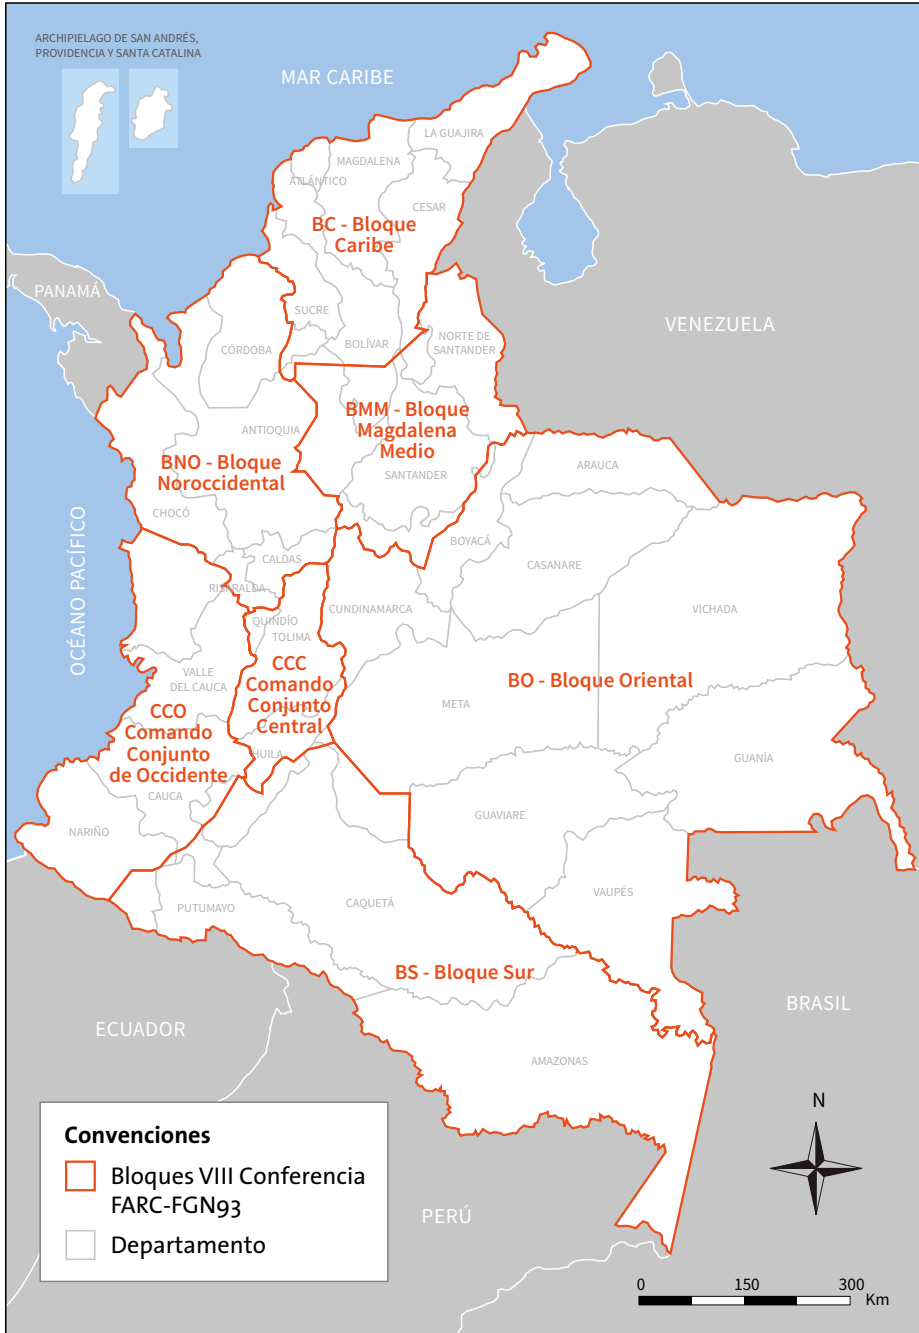 ARCHIPIELAGO DE SAN ANDRÉS,
PROVIDENCIA Y SANTA CATALINA
MAR CARIBE
LA GUAJIRA
MAGDALENA
ATLÁNTICO
CESAR
BC - Bloque
Caribe
PANAMÁ
SUCRE
VENEZUELA
CÓRDOBA
BOLÍVAR
NORTE DE
SANTANDER
BMM - Bloque
Magdalena
Medio
ANTIOQUIA
BNO - Bloque
Noroccidental
SANTANDER
ARAUCA
CHOCÓ
BOYACÁ
CALDAS
CASANARE
OCÉANO PACÍFICO
RISARALDA
CUNDINAMARCA
VICHADA
QUINDÍO
TOLIMA
VALLE
DEL CAUCA
CCC
Comando
Conjunto
Central
BO - Bloque Oriental
META
CCO
Comando
Conjunto
de Occidente
HUILA
GUANÍA
CAUCA
GUAVIARE
NARIÑO
VAUPÉS
CAQUETÁ
PUTUMAYO
BS - Bloque Sur
BRASIL
ECUADOR
AMAZONAS
N
Convenciones
Bloques VIII Conferencia
FARC-FGN93
Departamento
PERÚ
0 150 300
Km